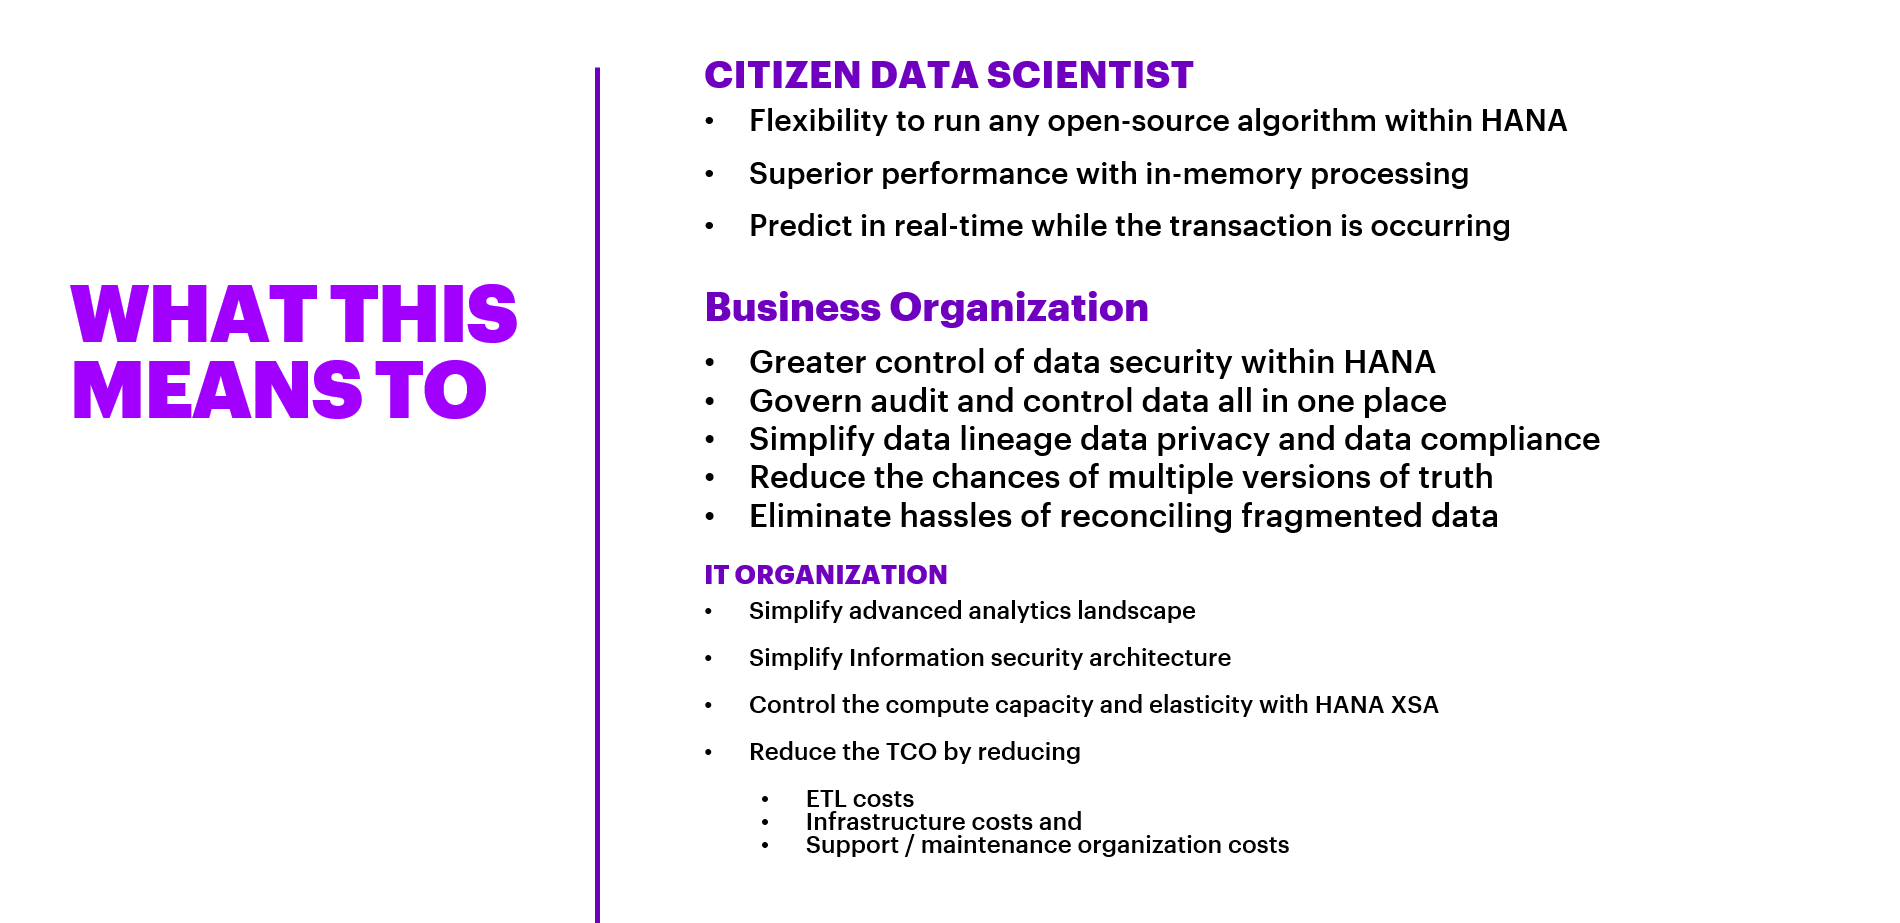 WHAT THIS
MEANS TO
CITIZEN DATA SCIENTIST
• Flexibility to run any open-source algorithm within HANA
• Superior performance with in-memory processing
• Predict in real-time while the transaction is occurring
Business Organization
• Greater control of data security within HANA
• Govern audit and control data all in one place
• Simplify data lineage data privacy and data compliance
• Reduce the chances of multiple versions of truth
• Eliminate hassles of reconciling fragmented data
IT ORGANIZATION
• Simplify advanced analytics landscape
• Simplify Information security architecture
• Control the compute capacity and elasticity with HANA XSA
• Reduce the TCO by reducing
• ETL costs
• Infrastructure costs and
• Support / maintenance organization costs